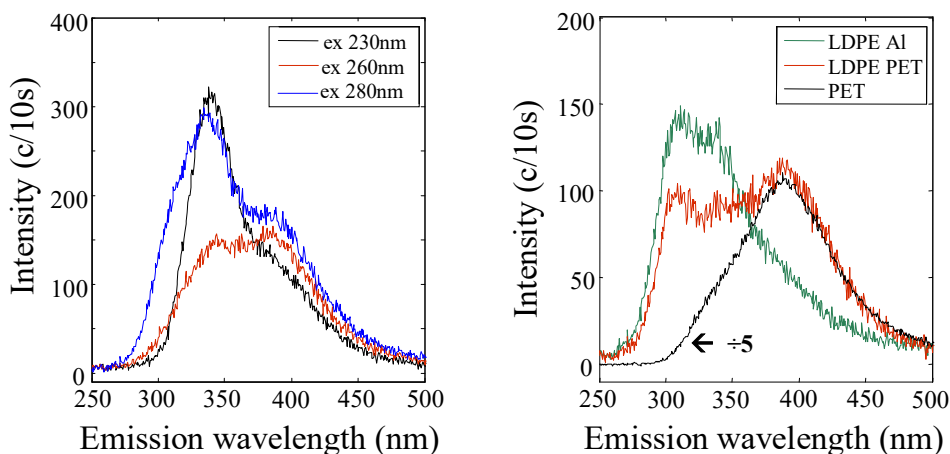 400
300
200
100
0
250 300 350 400 450 500
Intensity (c/10s)
Emission wavelength (nm)
ex 230nm
ex 260nm
ex 280nm
200
150
100
50
0
250 300 350 400 450 500
Intensity (c/10s)
Emission wavelength (nm)
LDPE Al
LDPE PET
PET
← ÷5